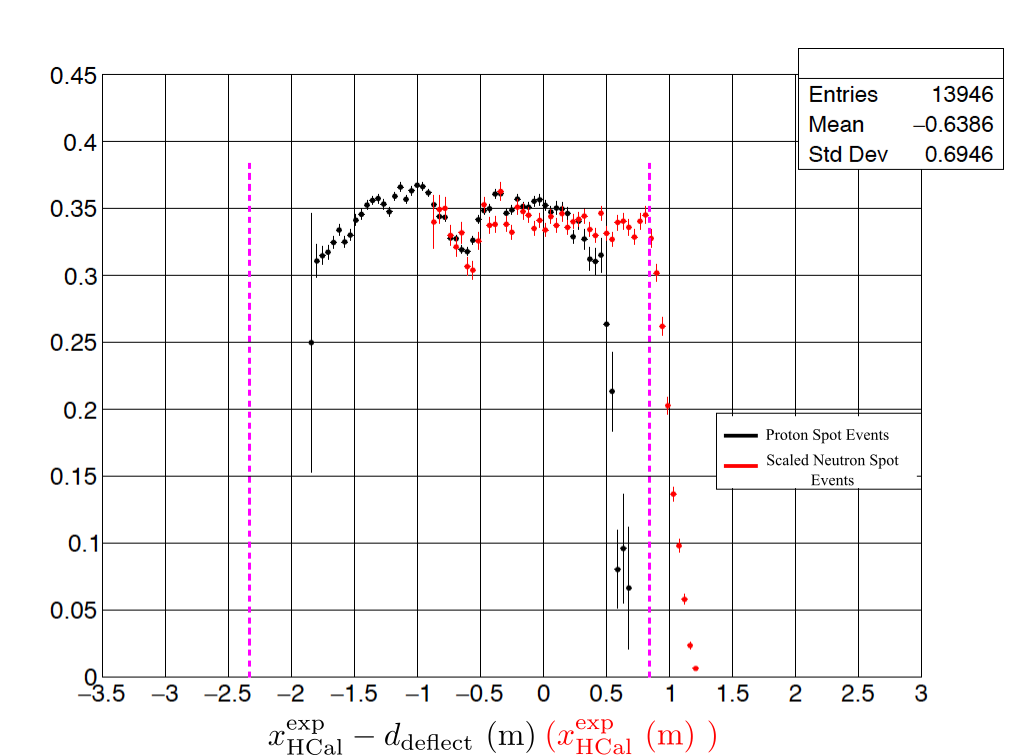 Entries 13946
Mean −0.6386
Std Dev 0.6946
0.45
0.4
0.35
0.3
0.25
0.2
0.15
0.1
0.05
0
Proton Spot Events
Scaled Neutron Spot
Events
−3.5 −3 −2.5 −2 −1.5 −1 −0.5 0 0.5 1 1.5 2 2.5 3
x^exp_HCal − d_deflect (m) (x^exp_HCal (m) )